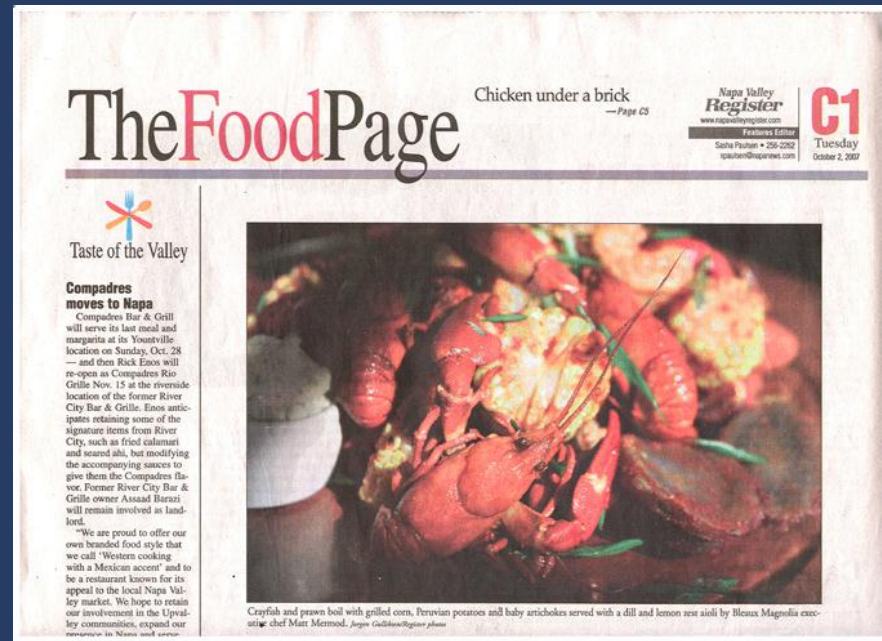 TheFoodPage
Chicken under a brick
—Page C5
Napa Valley
Register
www.napavalleyregister.com
Features Editor
Sasha Paulsen • 256-2262
spaulsen@napanews.com
C1
Tuesday
October 2, 2007
Taste of the Valley
Compadres
moves to Napa
Compadres Bar & Grill
will serve its last meal and
margarita at its Yountville
location on Sunday, Oct. 28
— and then Rick Enos will
re-open as Compadres Rio
Grille Nov. 15 at the riverside
location of the former River
City Bar & Grille. Enos antic-
ipates retaining some of the
signature items from River
City, such as fried calamari
and seared ahi, but modifying
the accompanying sauces to
give them the Compadres fla-
vor. Former River City Bar &
Grille owner Assaad Barazi
will remain involved as land-
lord.
"We are proud to offer our
own branded food style that
we call 'Western cooking
with a Mexican accent' and to
be a restaurant known for its
appeal to the local Napa Val-
ley market. We hope to retain
our involvement in the Upval-
ley communities, expand our
presence in Napa and serve
Crayfish and prawn boil with grilled corn, Peruvian potatoes and baby artichokes served with a dill and lemon zest aioli by Bleaux Magnolia exec-
utive chef Matt Mermod. Jorgen Gulliksen/Register photos